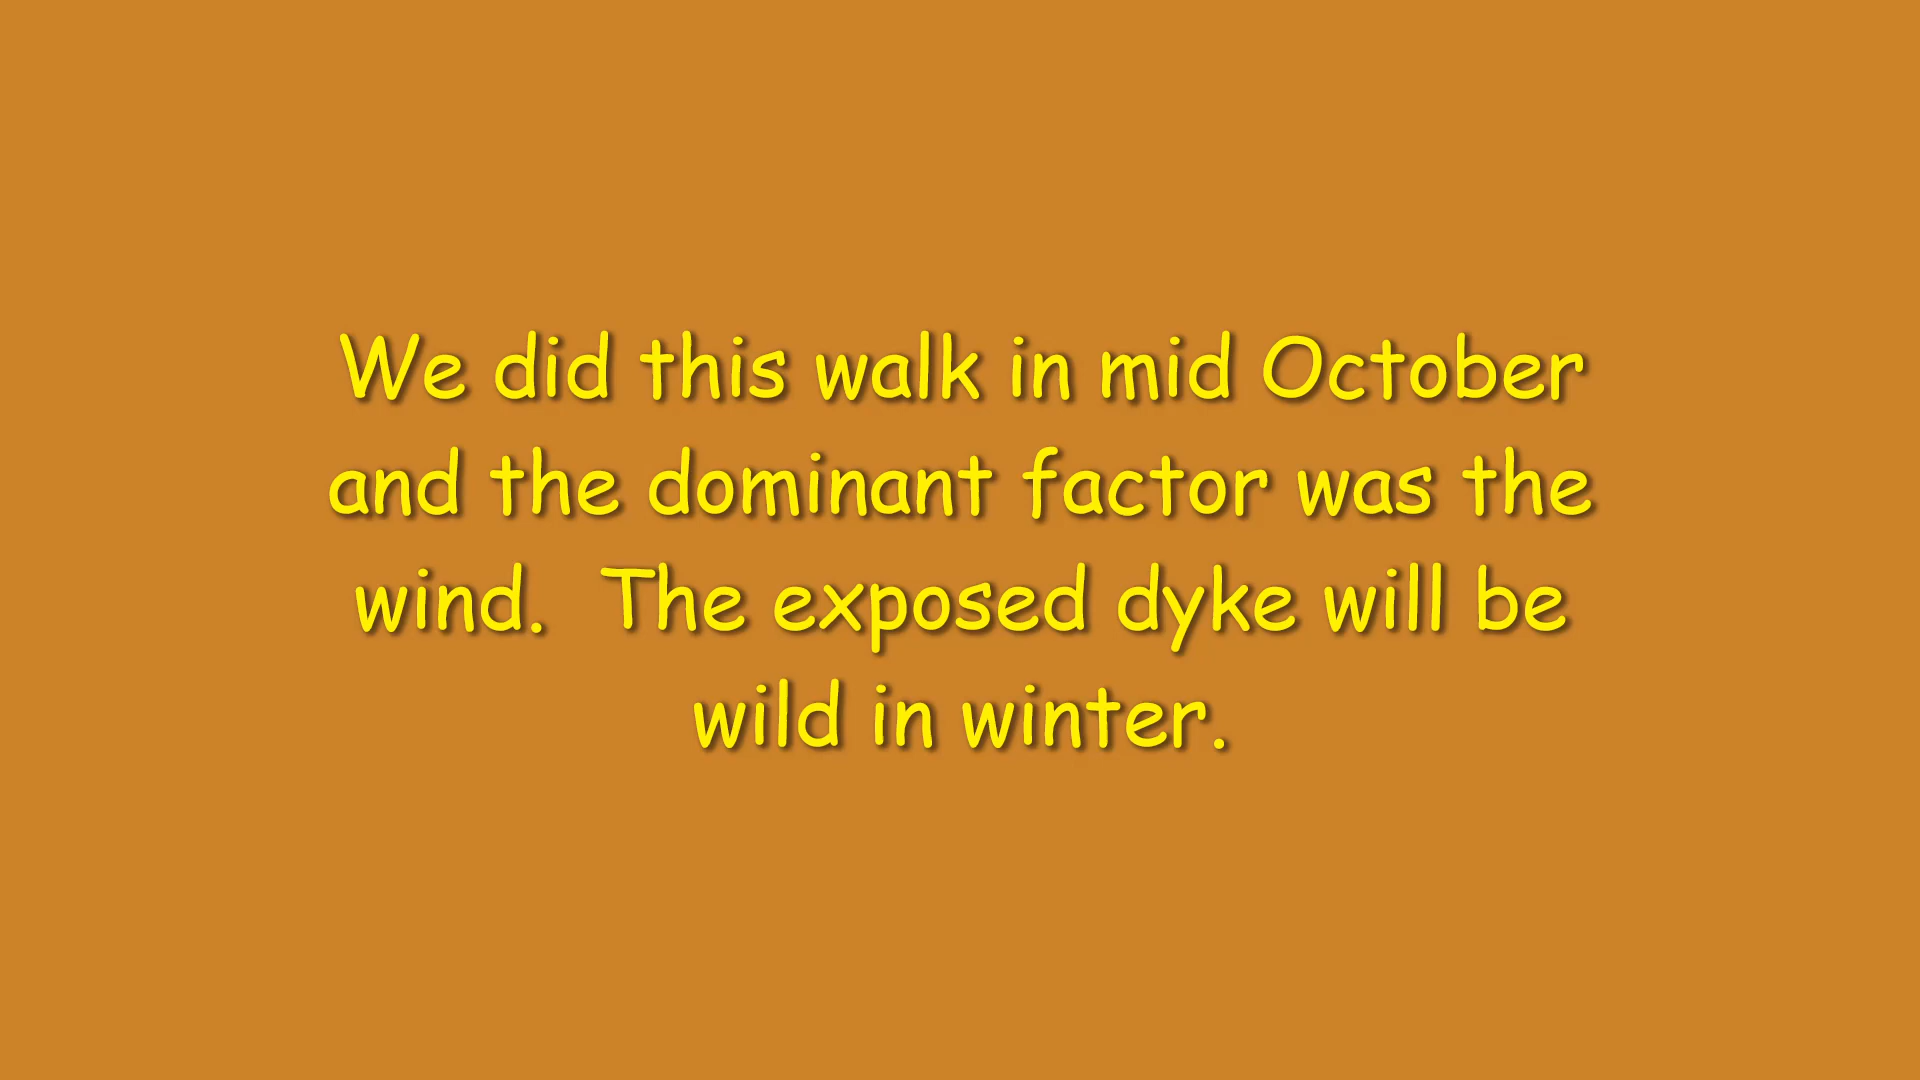 We did this walk in mid October
and the dominant factor was the
wind.  The exposed dyke will be
wild in winter.